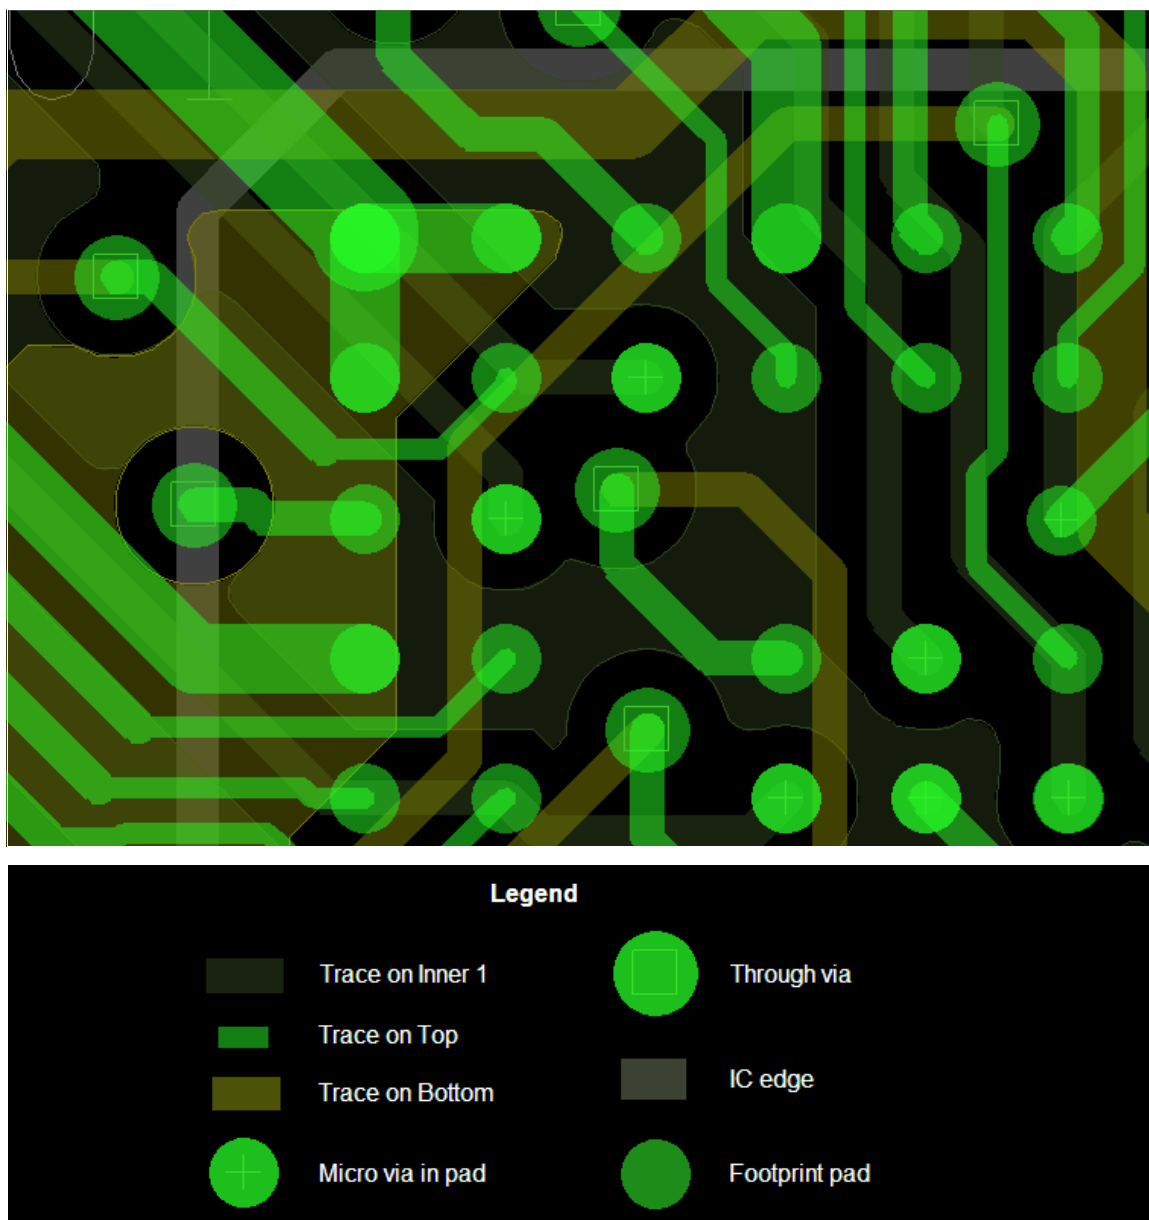 Legend
Trace on Inner 1
Through via
Trace on Top
IC edge
Trace on Bottom
Micro via in pad
Footprint pad